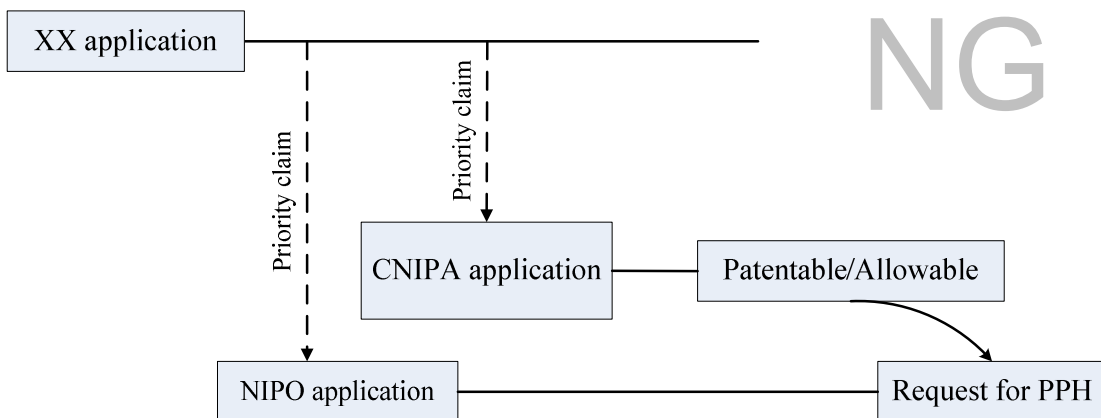 XX application
NG
Priority claim
Priority claim
CNIPA application
Patentable/Allowable
NIPO application
Request for PPH